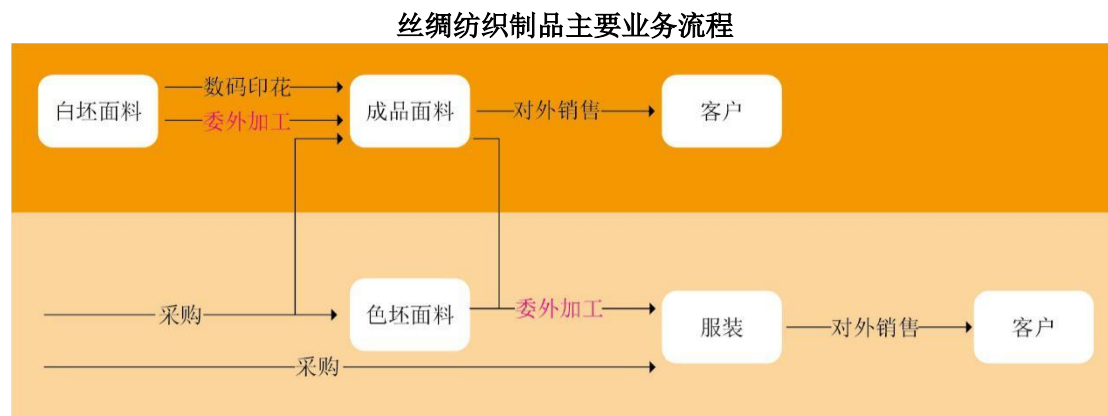 丝绸纺织制品主要业务流程
白坯面料
数码印花
委外加工
成品面料
对外销售
客户
采购
色坯面料
委外加工
服装
对外销售
客户
采购